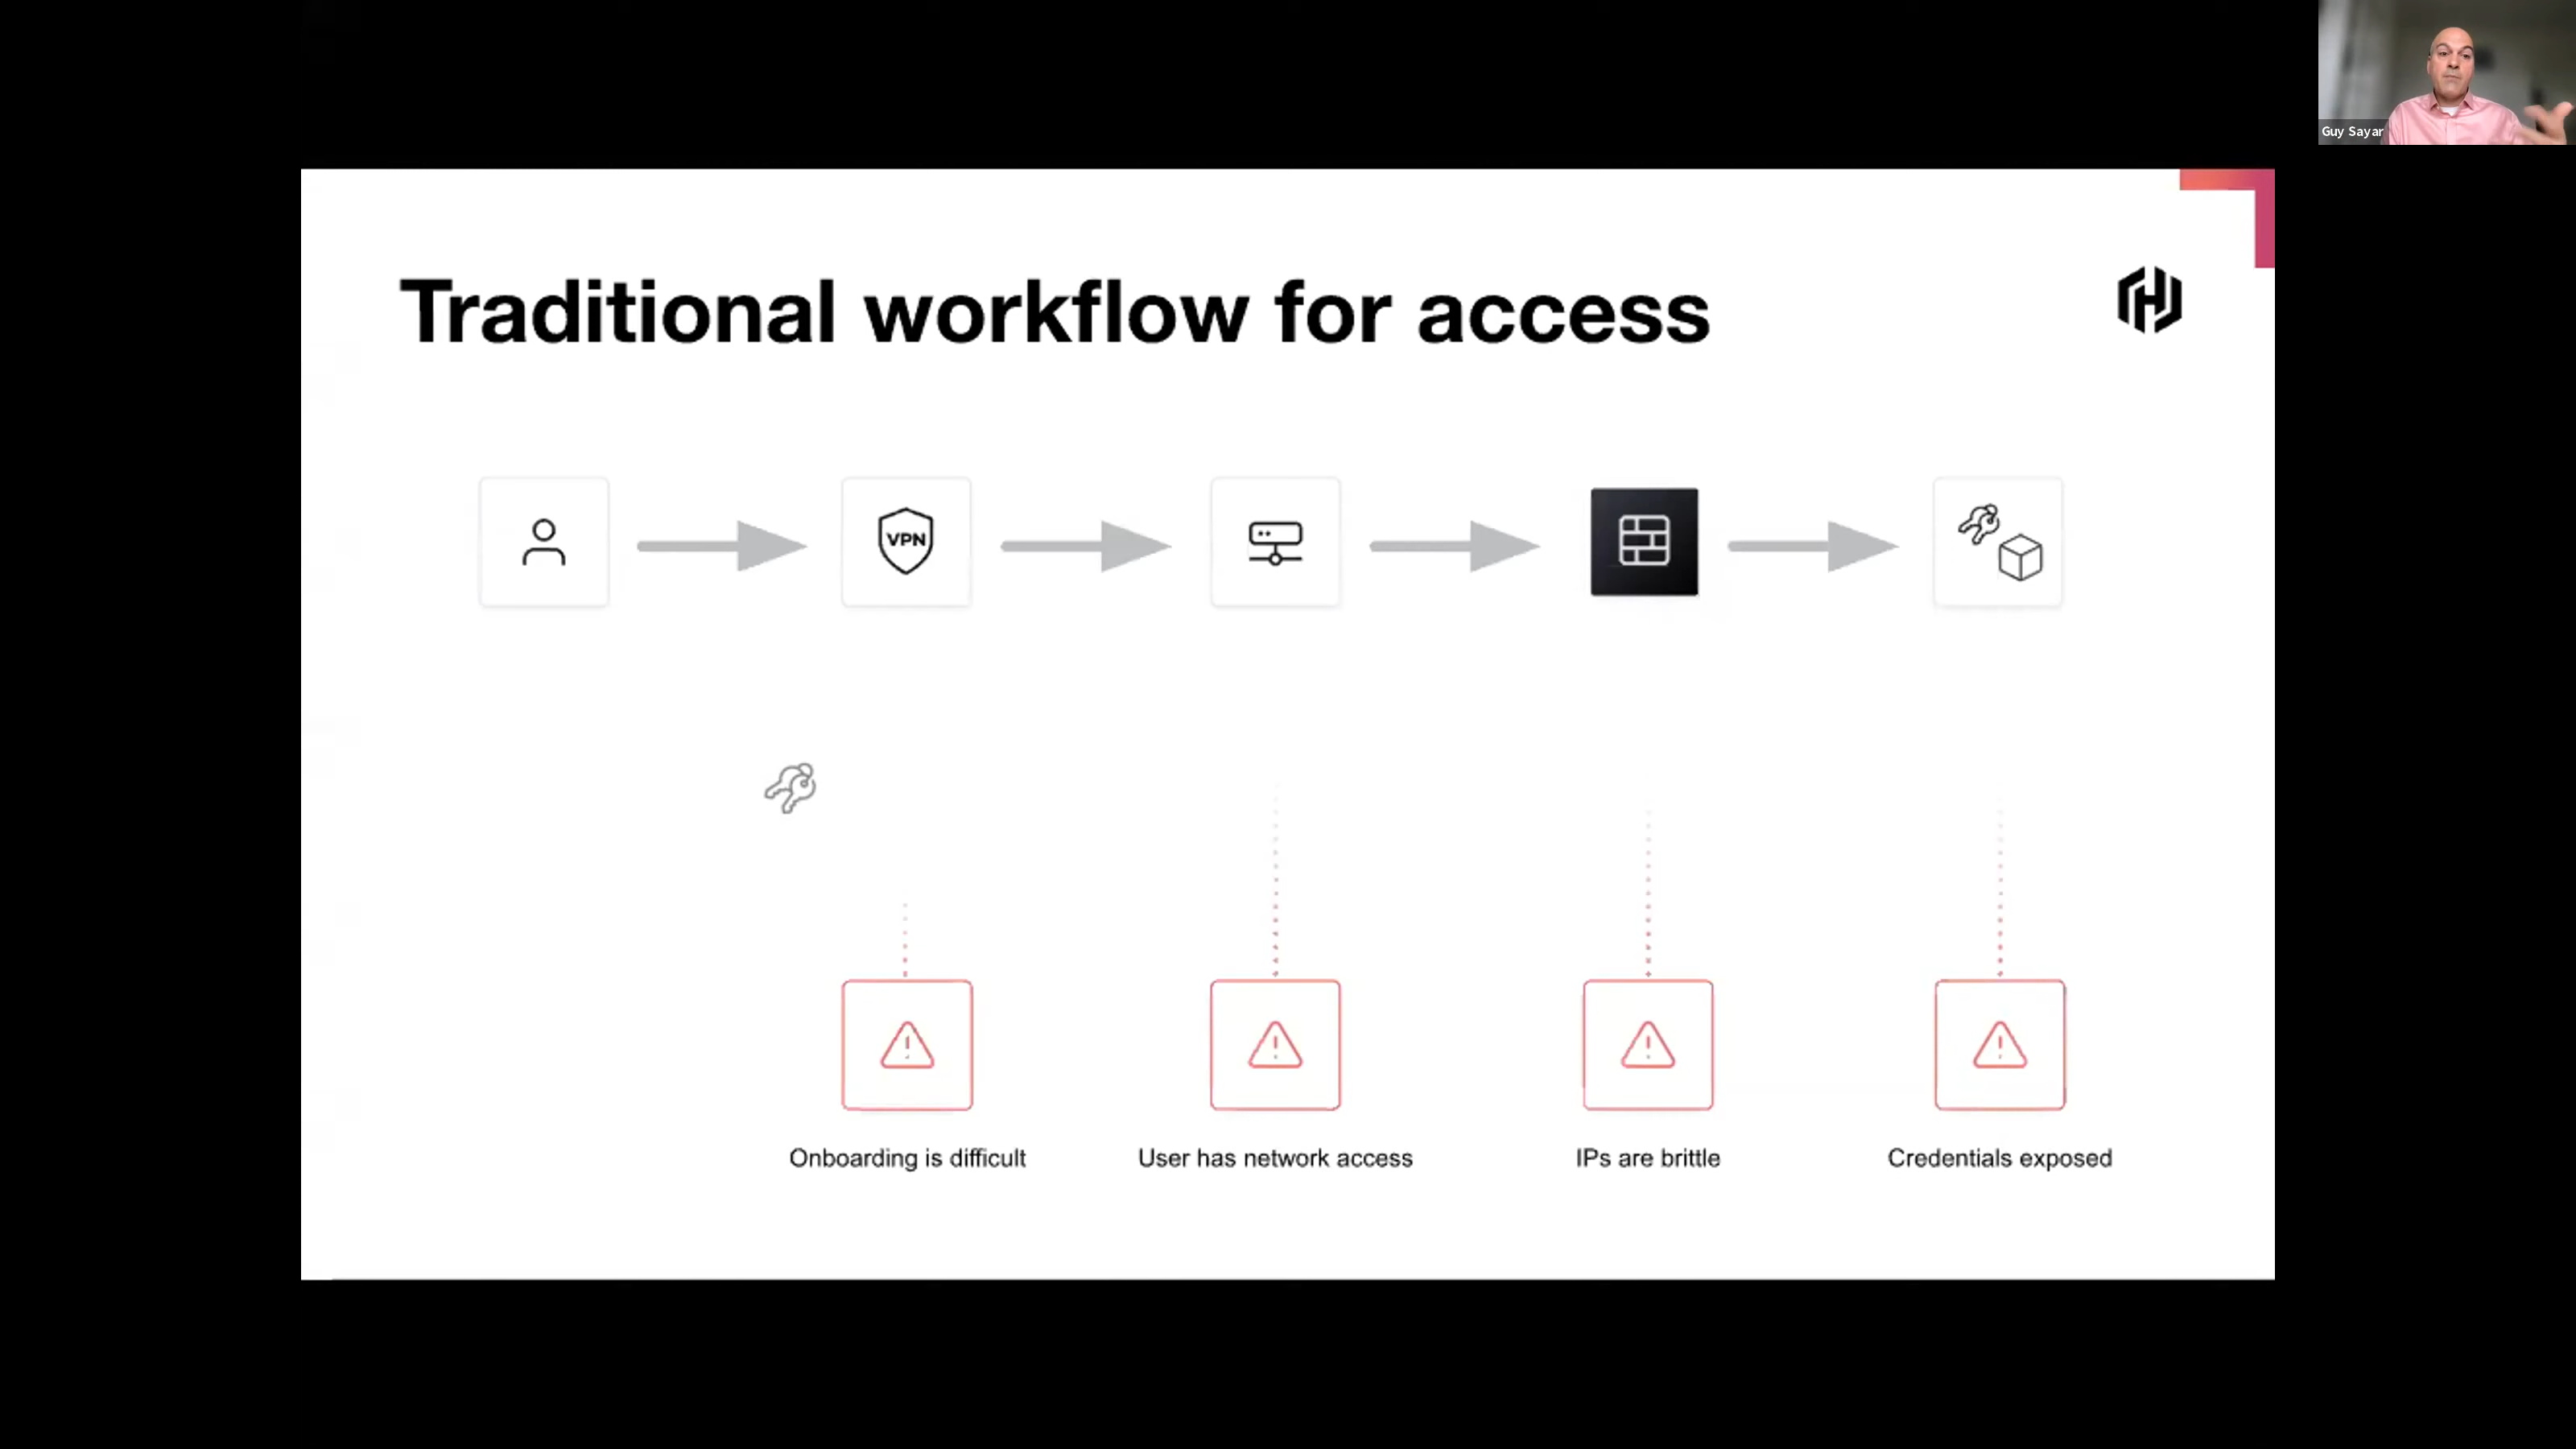 Guy Sayar
Traditional workflow for access
VPN
Onboarding is difficult
User has network access
IPs are brittle
Credentials exposed